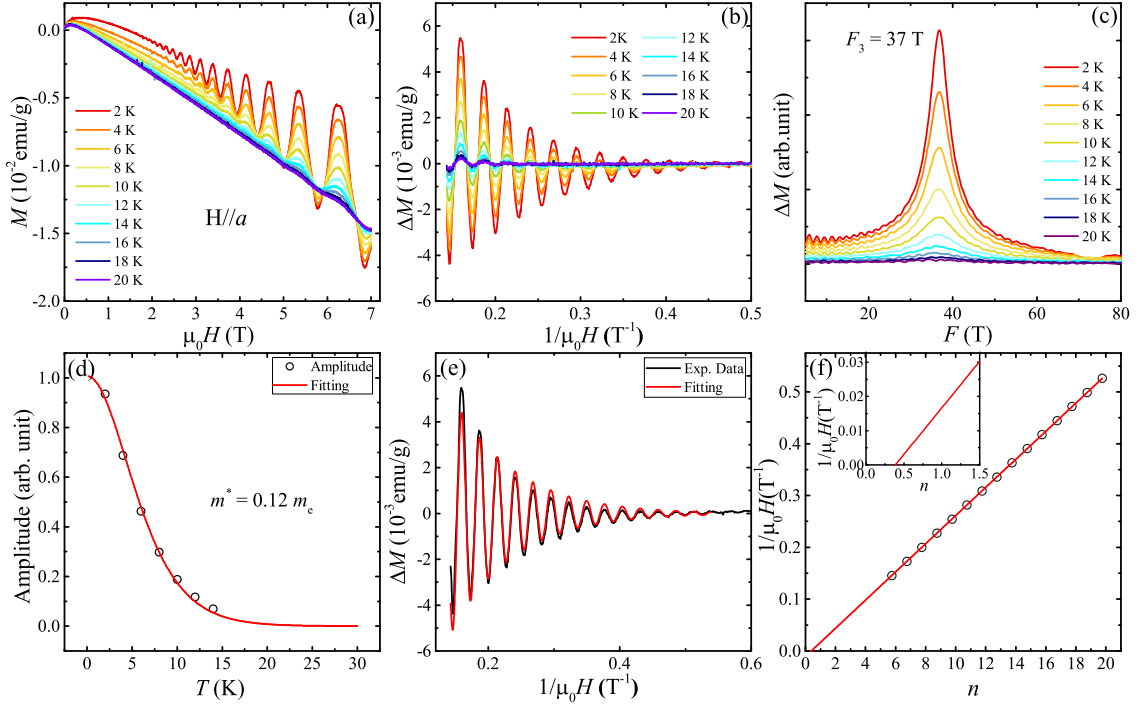 (a)
M (10⁻² emu/g)
0.0
-0.5
-1.0
-1.5
-2.0
2 K
4 K
6 K
8 K
10 K
12 K
14 K
16 K
18 K
20 K
H//a
0 1 2 3 4 5 6 7
μ₀H (T)
(b)
ΔM (10⁻³ emu/g)
6
4
2
0
-2
-4
-6
2K
4 K
6 K
8 K
10 K
12 K
14 K
16 K
18 K
20 K
0.2 0.3 0.4 0.5
1/μ₀H (T⁻¹)
(c)
F₃ = 37 T
ΔM (arb.unit)
2 K
4 K
6 K
8 K
10 K
12 K
14 K
16 K
18 K
20 K
20 40 60 80
F (T)
(d)
Amplitude
Fitting
Amplitude (arb. unit)
1.0
0.8
0.6
0.4
0.2
0.0
m* = 0.12 mₑ
0 5 10 15 20 25 30
T (K)
(e)
Exp. Data
Fitting
ΔM (10⁻³emu/g)
6
4
2
0
-2
-4
-6
0.2 0.4 0.6
1/μ₀H (T⁻¹)
(f)
1/μ₀H(T⁻¹)
0.5
0.4
0.3
0.2
0.1
0.0
1/μ₀H(T⁻¹)
0.03
0.02
0.01
0.00
0.0 0.5 1.0 1.5
n
0 2 4 6 8 10 12 14 16 18 20
n